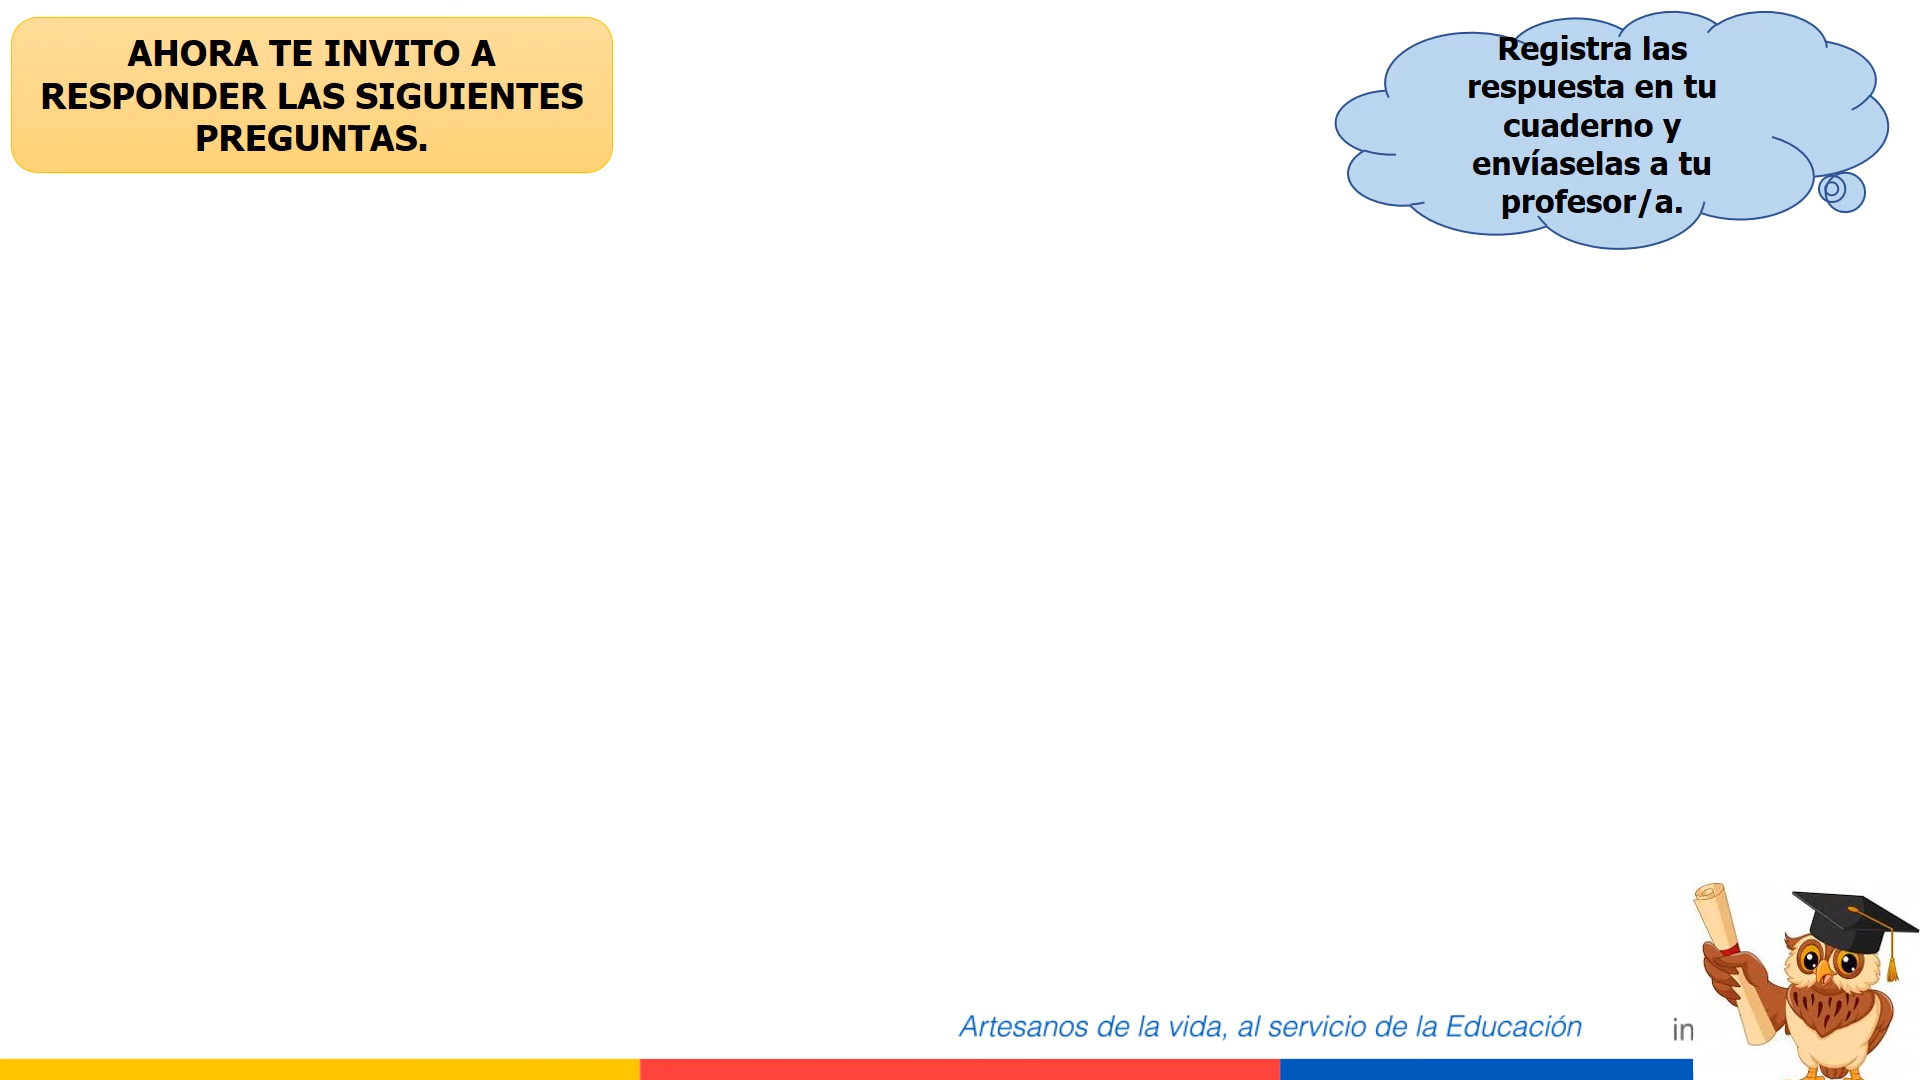 AHORA TE INVITO A
RESPONDER LAS SIGUIENTES
PREGUNTAS.
Registra las
respuesta en tu
cuaderno y
envíaselas a tu
profesor/a.
Artesanos de la vida, al servicio de la Educación
in